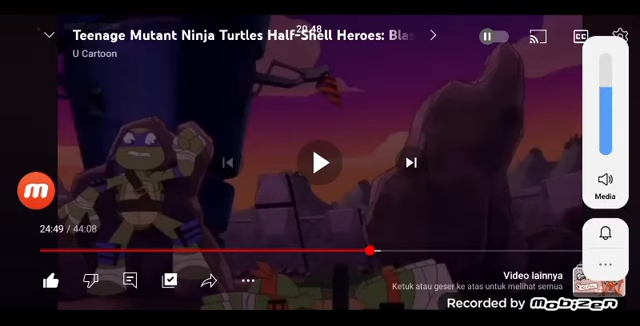 20:48
Teenage Mutant Ninja Turtles Half-Shell Heroes: Blas
U Cartoon
CC
m
Media
24:49 / 44:08
Video lainnya
Ketuk atau geser ke atas untuk melihat semua
Recorded by Mobizen